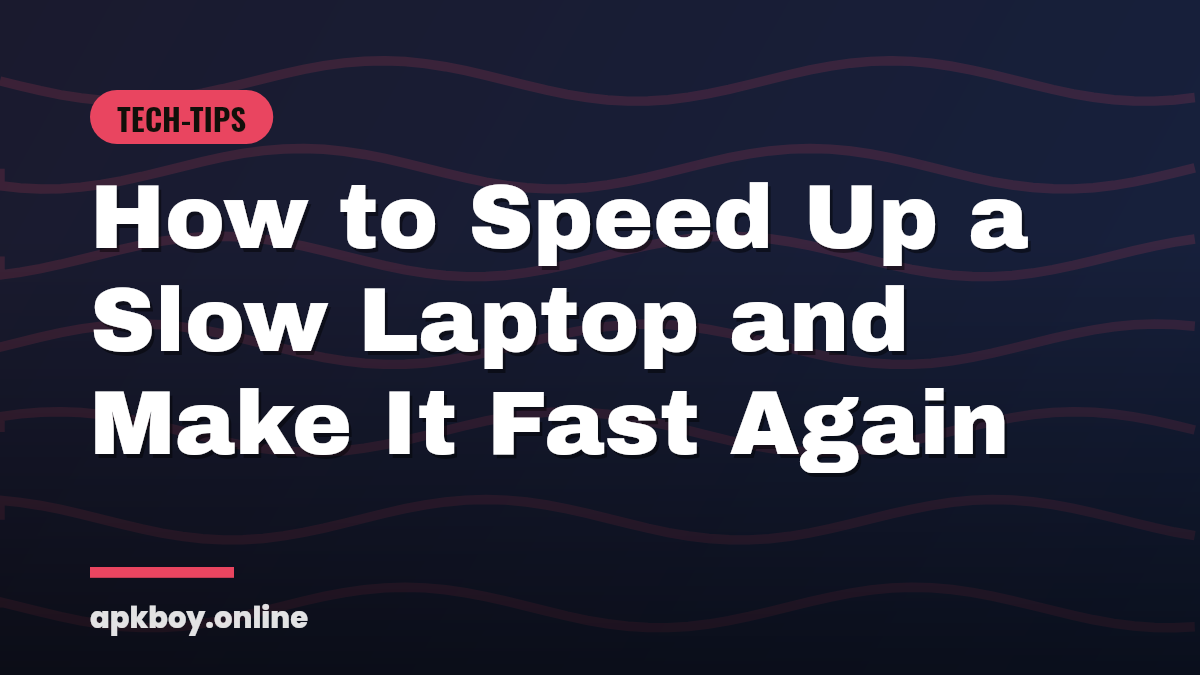 TECH-TIPS
How to Speed Up a
Slow Laptop and
Make It Fast Again
apkboy.online